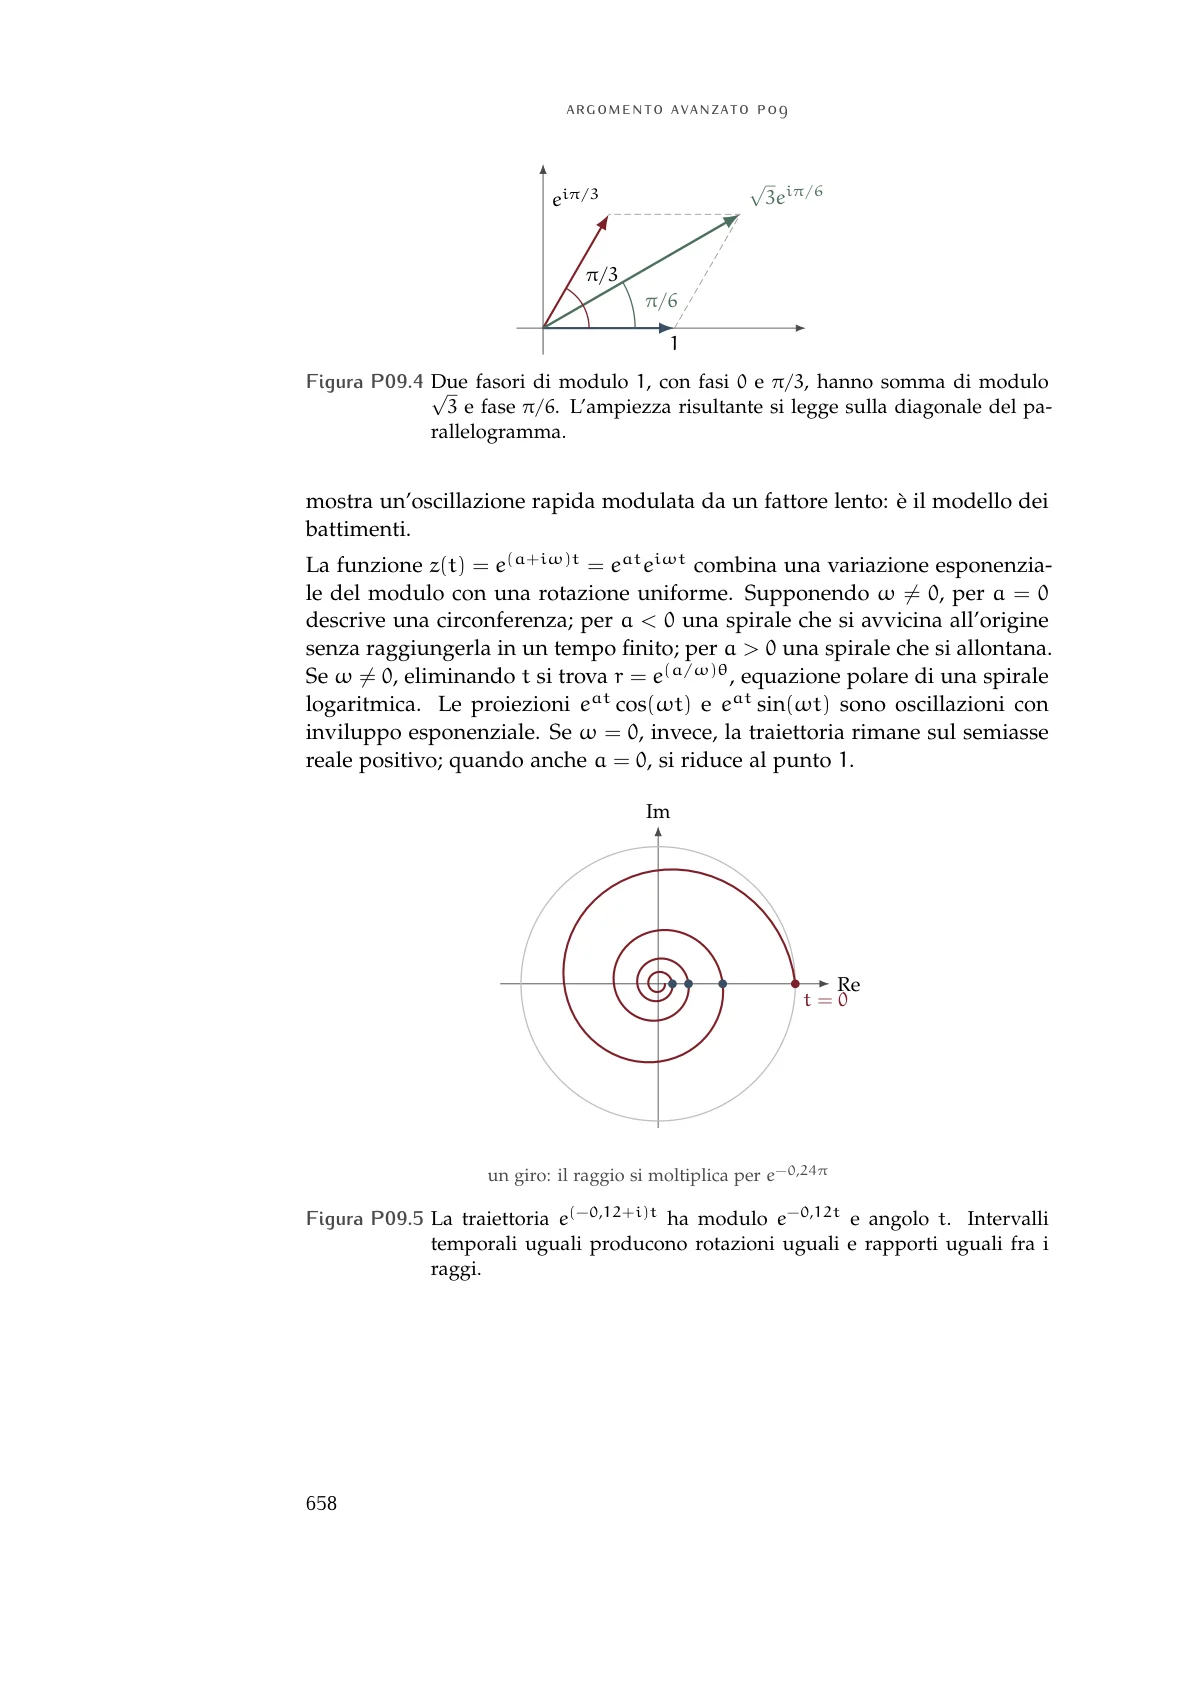 ARGOMENTO AVANZATO P09
e^{iπ/3}
√3e^{iπ/6}
π/3
π/6
1
Figura P09.4 Due fasori di modulo 1, con fasi 0 e π/3, hanno somma di modulo
√3 e fase π/6. L’ampiezza risultante si legge sulla diagonale del pa-
rallelogramma.
mostra un’oscillazione rapida modulata da un fattore lento: è il modello dei
battimenti.
La funzione z(t) = e^{(a+iω)t} = e^{at}e^{iωt} combina una variazione esponenzia-
le del modulo con una rotazione uniforme. Supponendo ω ≠ 0, per a = 0
descrive una circonferenza; per a < 0 una spirale che si avvicina all’origine
senza raggiungerla in un tempo finito; per a > 0 una spirale che si allontana.
Se ω ≠ 0, eliminando t si trova r = e^{(a/ω)θ}, equazione polare di una spirale
logaritmica. Le proiezioni e^{at} cos(ωt) e e^{at} sin(ωt) sono oscillazioni con
inviluppo esponenziale. Se ω = 0, invece, la traiettoria rimane sul semiasse
reale positivo; quando anche a = 0, si riduce al punto 1.
Im
Re
t = 0
un giro: il raggio si moltiplica per e^{−0,24π}
Figura P09.5 La traiettoria e^{(−0,12+i)t} ha modulo e^{−0,12t} e angolo t. Intervalli
temporali uguali producono rotazioni uguali e rapporti uguali fra i
raggi.
658